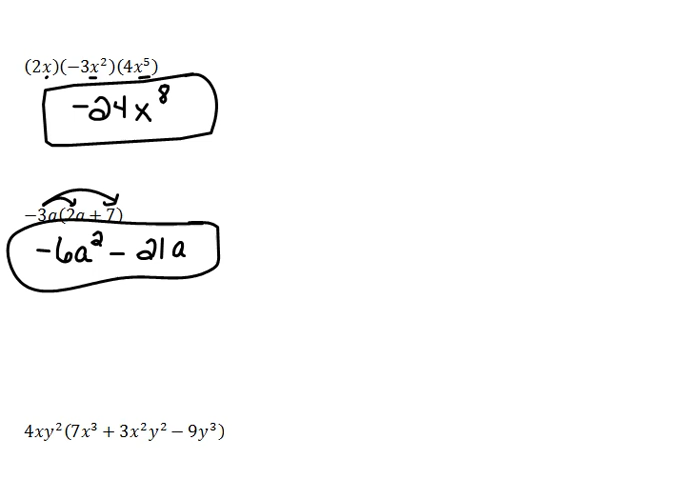 (2x)(−3x²)(4x⁵)
-24x⁸
−3a(2a + 7)
-6a² - 21a
4xy²(7x³ + 3x²y² − 9y³)